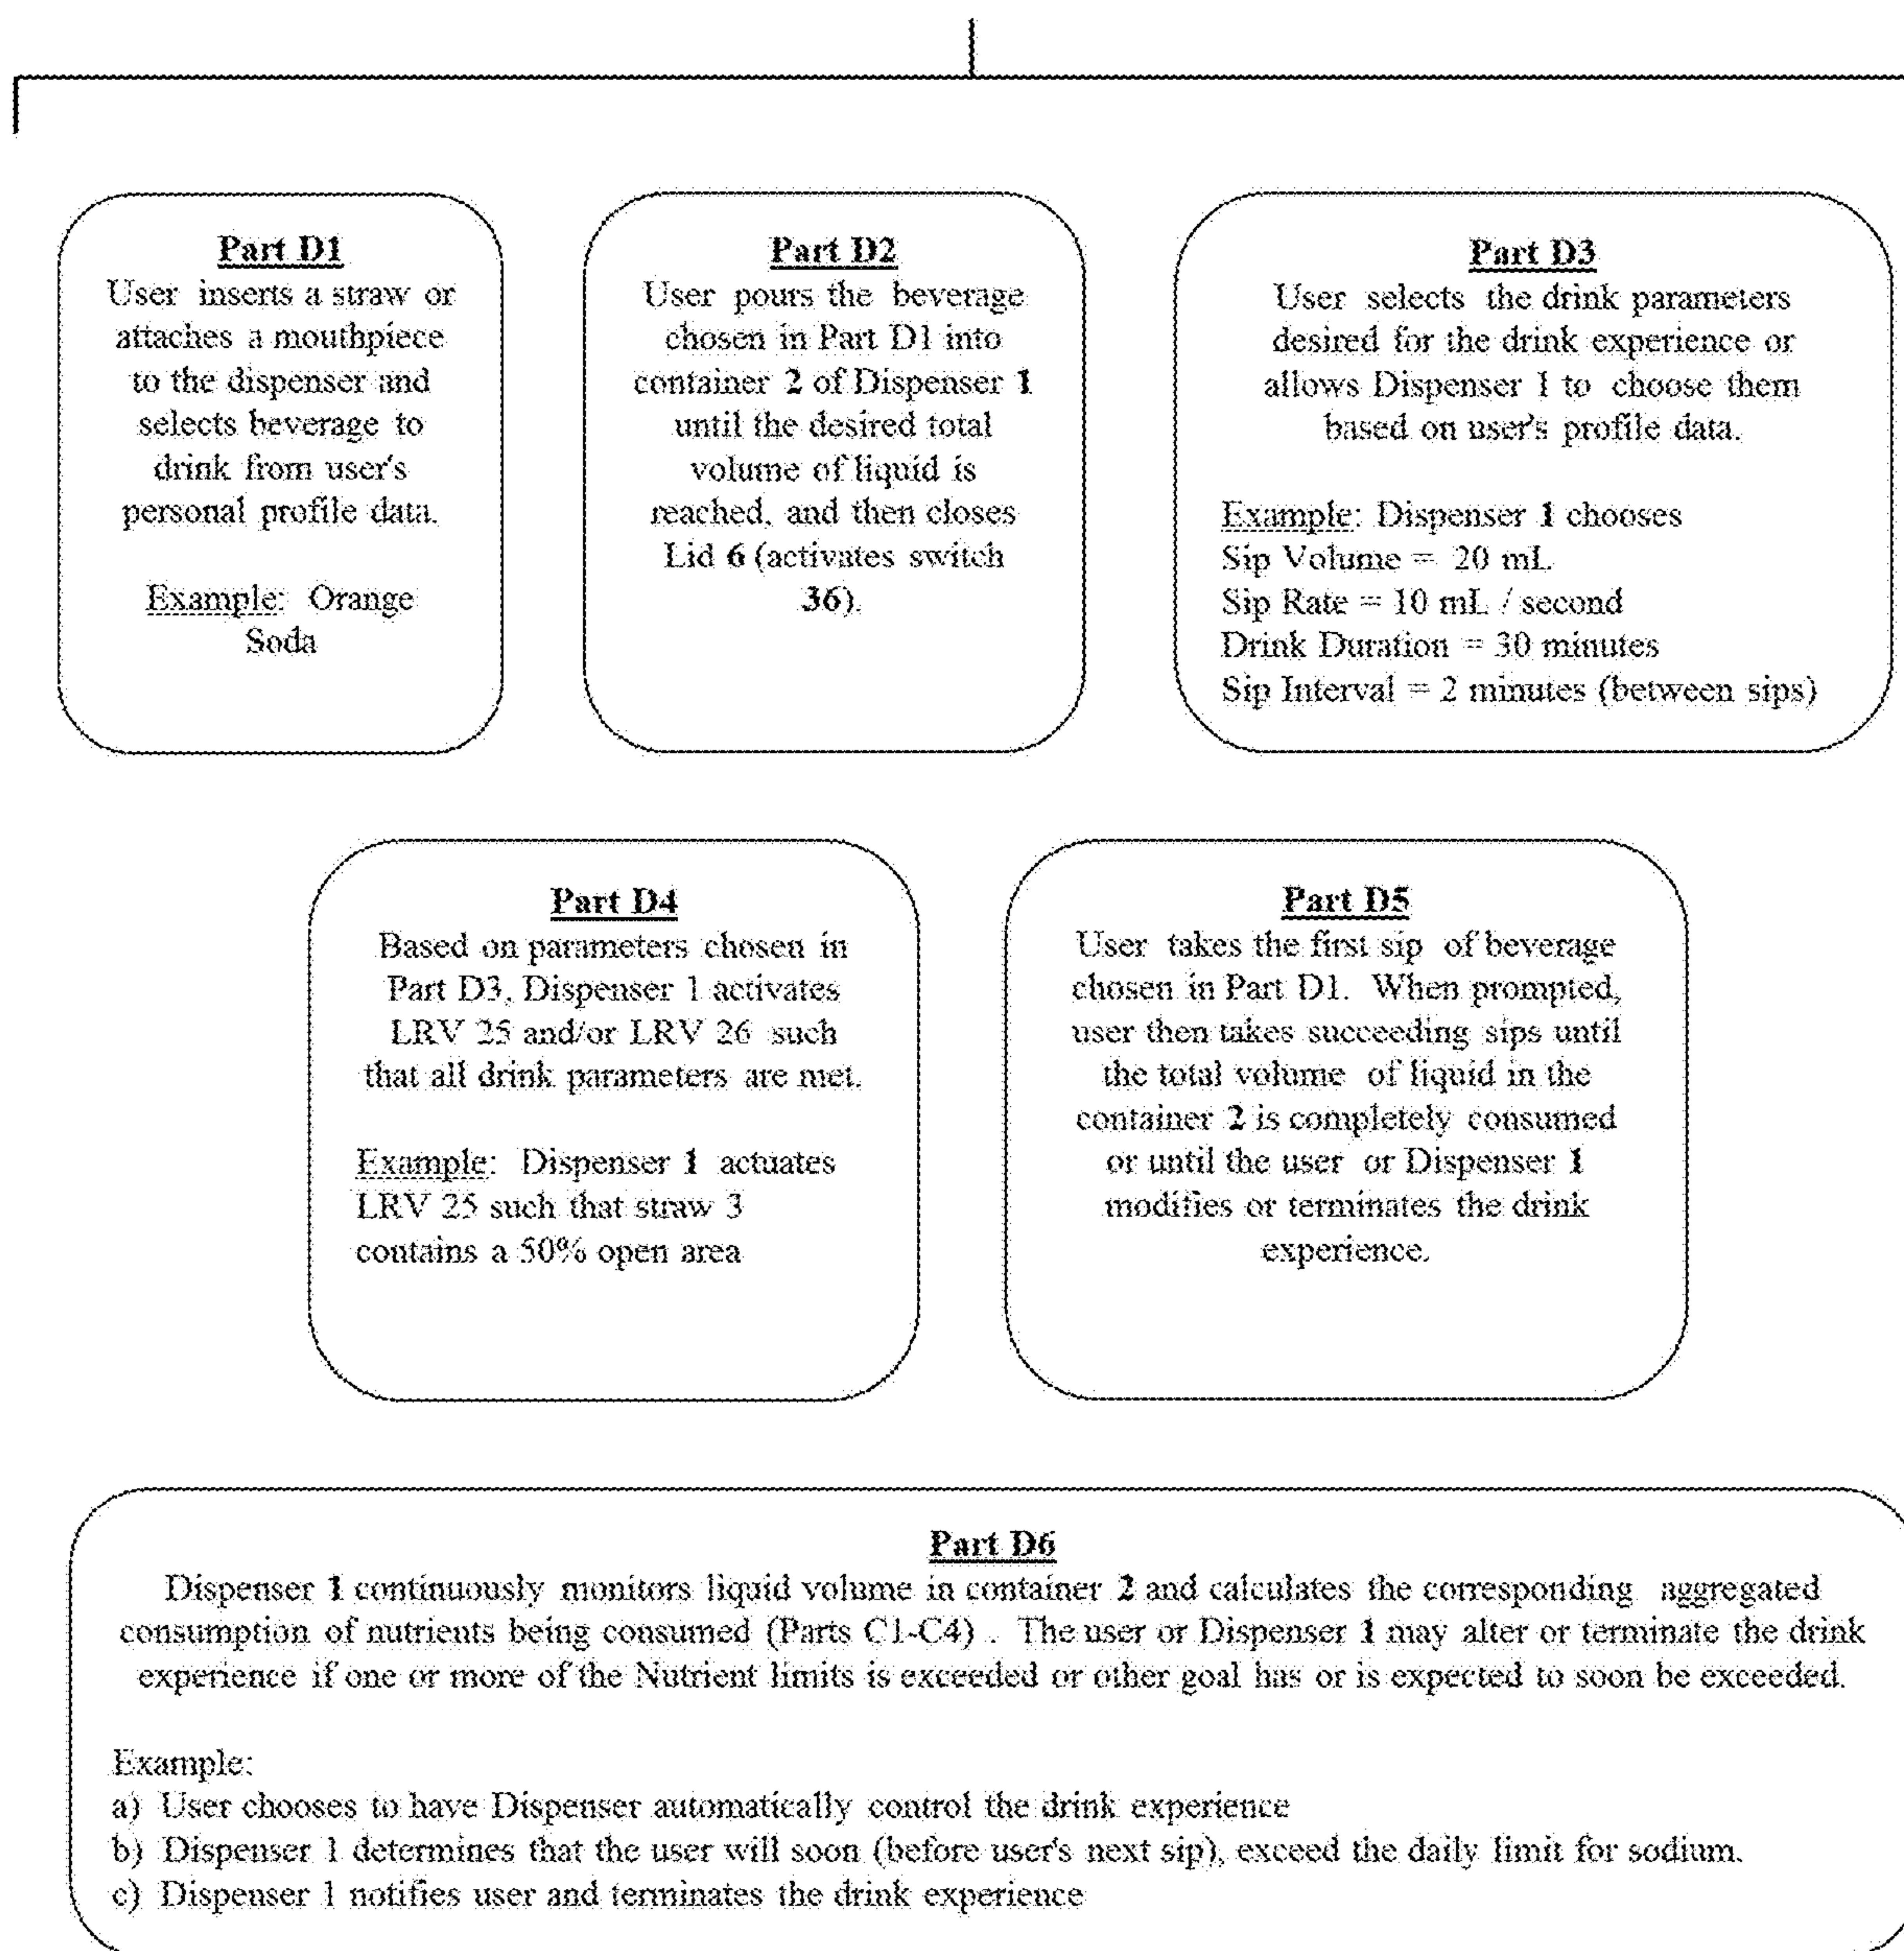 Part D1
User inserts a straw or
attaches a mouthpiece
to the dispenser and
selects beverage to
drink from user's
personal profile data.
Example: Orange
Soda
Part D2
User pours the beverage
chosen in Part D1 into
container 2 of Dispenser 1
until the desired total
volume of liquid is
reached, and then closes
Lid 6 (activates switch
36).
Part D3
User selects the drink parameters
desired for the drink experience or
allows Dispenser 1 to choose them
based on user's profile data.
Example: Dispenser 1 chooses
Sip Volume = 20 mL
Sip Rate = 10 mL / second
Drink Duration = 30 minutes
Sip Interval = 2 minutes (between sips)
Part D4
Based on parameters chosen in
Part D3, Dispenser 1 activates
LRV 25 and/or LRV 26 such
that all drink parameters are met.
Example: Dispenser 1 actuates
LRV 25 such that straw 3
contains a 50% open area
Part D5
User takes the first sip of beverage
chosen in Part D1. When prompted,
user then takes succeeding sips until
the total volume of liquid in the
container 2 is completely consumed
or until the user or Dispenser 1
modifies or terminates the drink
experience.
Part D6
Dispenser 1 continuously monitors liquid volume in container 2 and calculates the corresponding aggregated
consumption of nutrients being consumed (Parts C1-C4) . The user or Dispenser 1 may alter or terminate the drink
experience if one or more of the Nutrient limits is exceeded or other goal has or is expected to soon be exceeded.
Example:
a) User chooses to have Dispenser automatically control the drink experience
b) Dispenser 1 determines that the user will soon (before user's next sip), exceed the daily limit for sodium.
c) Dispenser 1 notifies user and terminates the drink experience